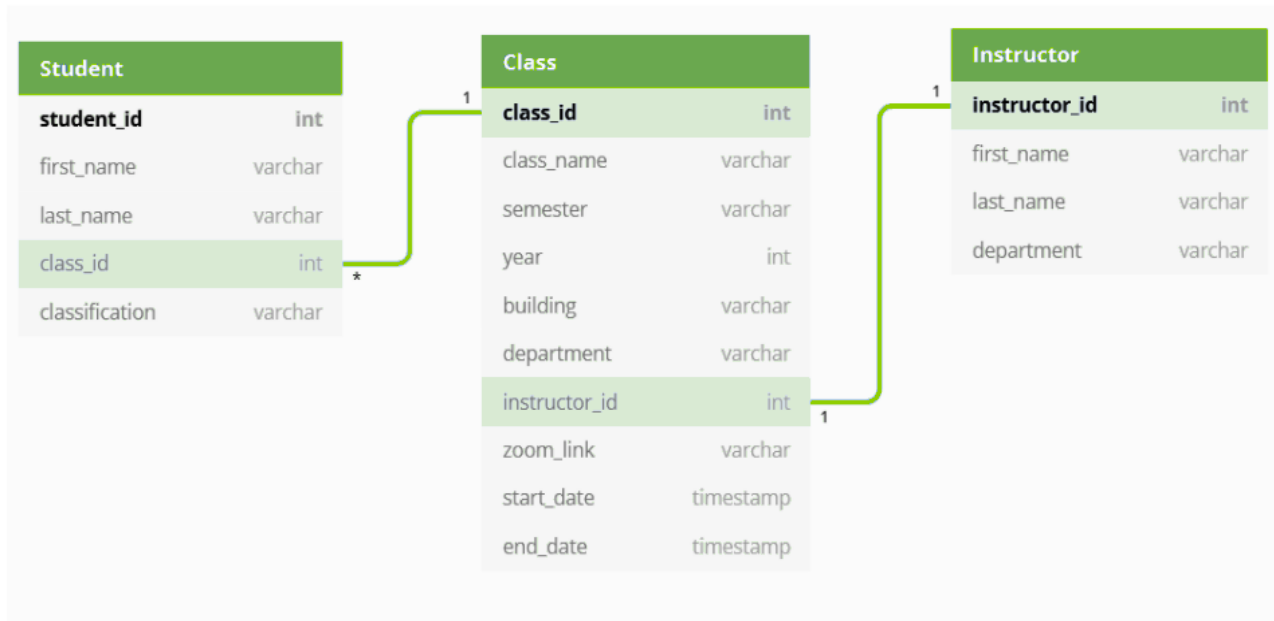 Student
student_id int
first_name varchar
last_name varchar
class_id int
classification varchar
*
1
Class
class_id int
class_name varchar
semester varchar
year int
building varchar
department varchar
instructor_id int
zoom_link varchar
start_date timestamp
end_date timestamp
1
1
Instructor
instructor_id int
first_name varchar
last_name varchar
department varchar